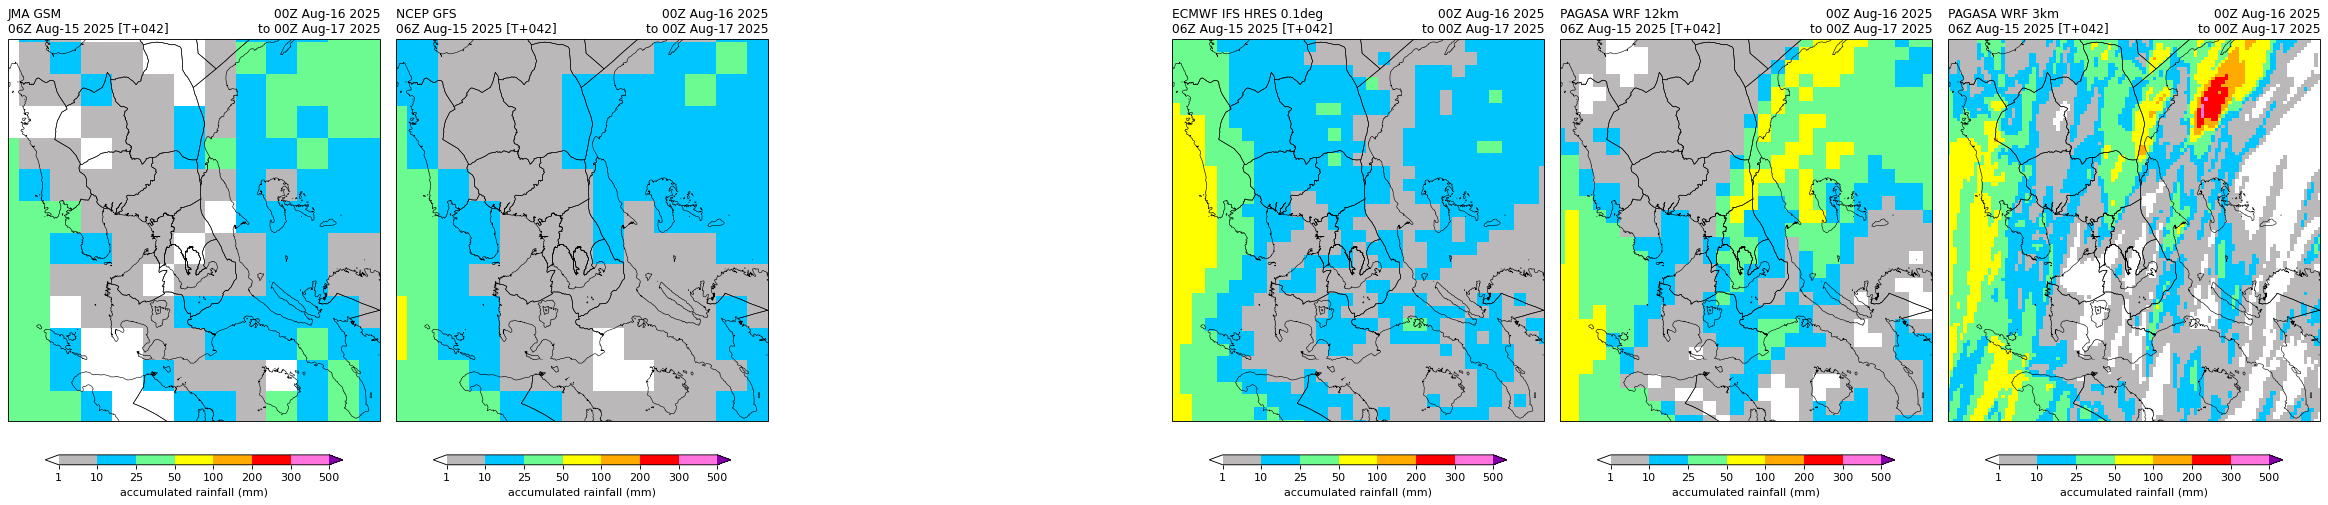 JMA GSM 00Z Aug-16 2025
06Z Aug-15 2025 [T+042] to 00Z Aug-17 2025
NCEP GFS 00Z Aug-16 2025
06Z Aug-15 2025 [T+042] to 00Z Aug-17 2025
ECMWF IFS HRES 0.1deg 00Z Aug-16 2025
06Z Aug-15 2025 [T+042] to 00Z Aug-17 2025
PAGASA WRF 12km 00Z Aug-16 2025
06Z Aug-15 2025 [T+042] to 00Z Aug-17 2025
PAGASA WRF 3km 00Z Aug-16 2025
06Z Aug-15 2025 [T+042] to 00Z Aug-17 2025
1 10 25 50 100 200 300 500
accumulated rainfall (mm)
1 10 25 50 100 200 300 500
accumulated rainfall (mm)
1 10 25 50 100 200 300 500
accumulated rainfall (mm)
1 10 25 50 100 200 300 500
accumulated rainfall (mm)
1 10 25 50 100 200 300 500
accumulated rainfall (mm)